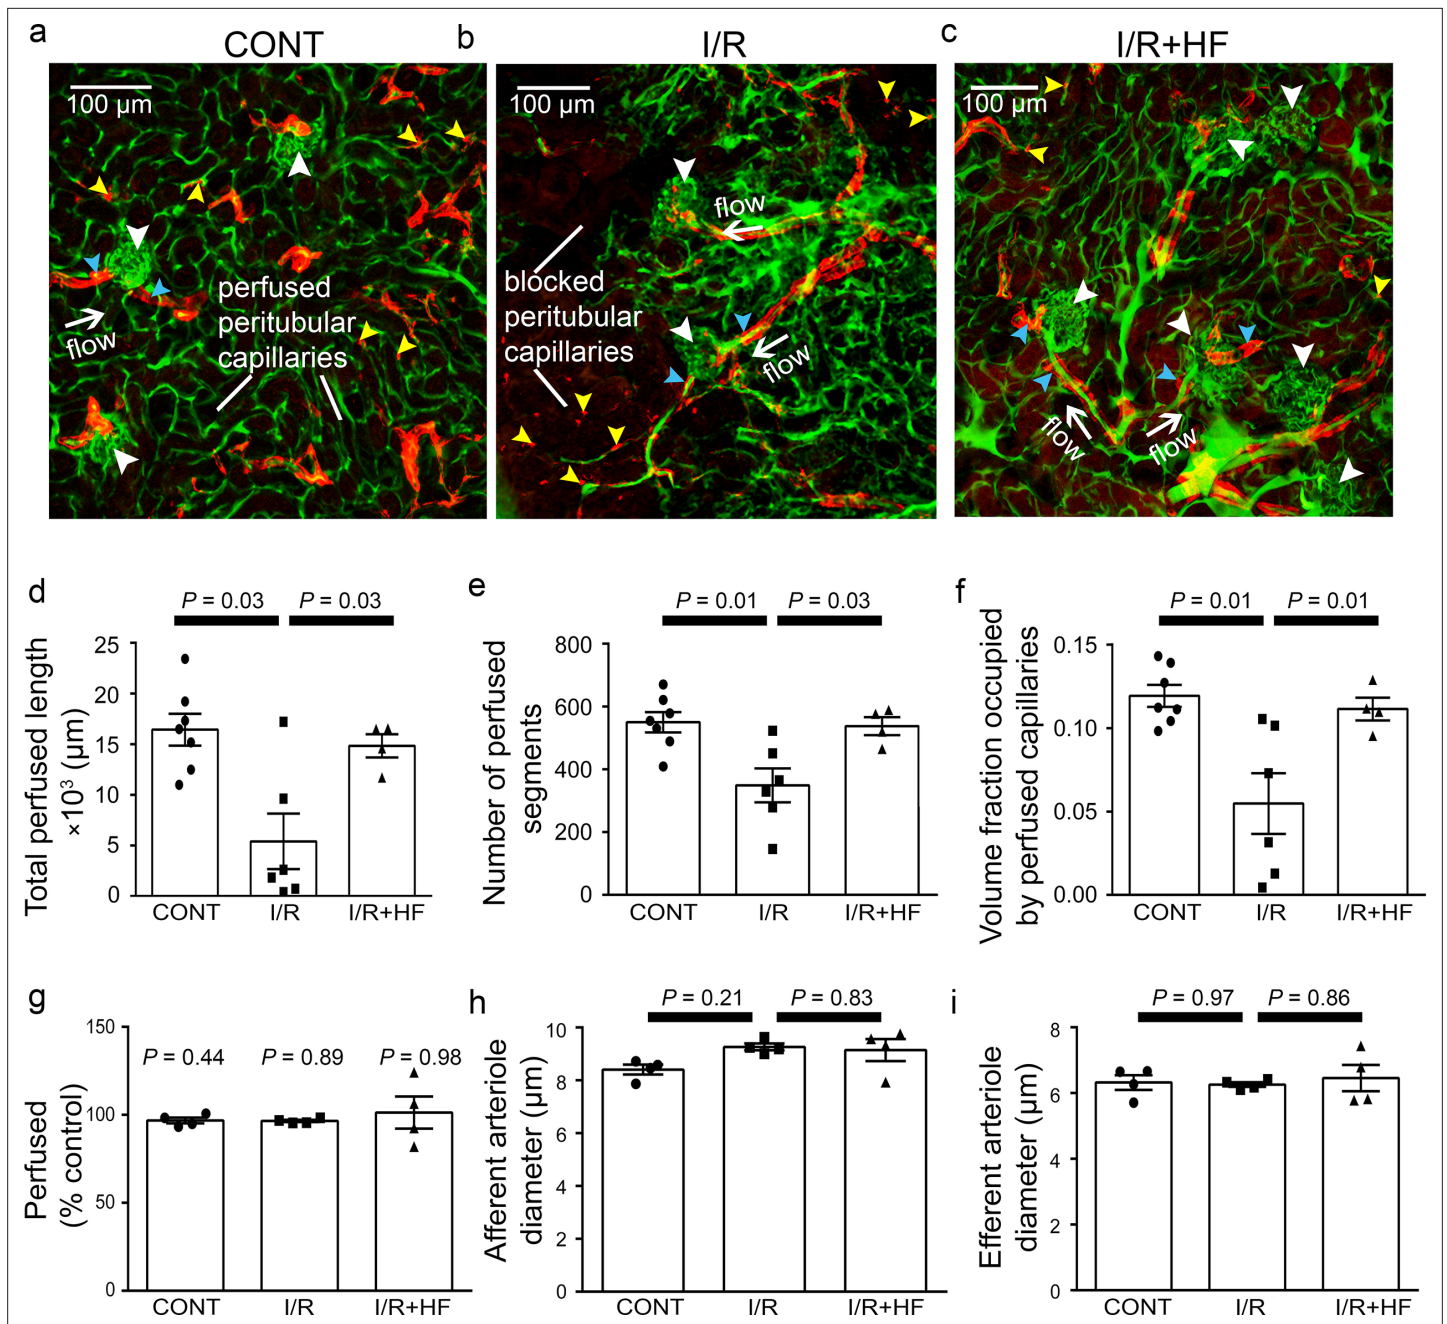 a
CONT
100 µm
flow
perfused
peritubular
capillaries
b
I/R
100 µm
flow
blocked
peritubular
capillaries
flow
c
I/R+HF
100 µm
flow
flow
d
P = 0.03
P = 0.03
Total perfused length
×10³ (µm)
25
20
15
10
5
0
CONT
I/R
I/R+HF
e
P = 0.01
P = 0.03
Number of perfused
segments
800
600
400
200
0
CONT
I/R
I/R+HF
f
P = 0.01
P = 0.01
Volume fraction occupied
by perfused capillaries
0.15
0.10
0.05
0.00
CONT
I/R
I/R+HF
g
Perfused
(% control)
150
100
50
0
P = 0.44
P = 0.89
P = 0.98
CONT
I/R
I/R+HF
h
P = 0.21
P = 0.83
Afferent arteriole
diameter (µm)
10
8
6
4
2
0
CONT
I/R
I/R+HF
i
P = 0.97
P = 0.86
Efferent arteriole
diameter (µm)
8
6
4
2
0
CONT
I/R
I/R+HF